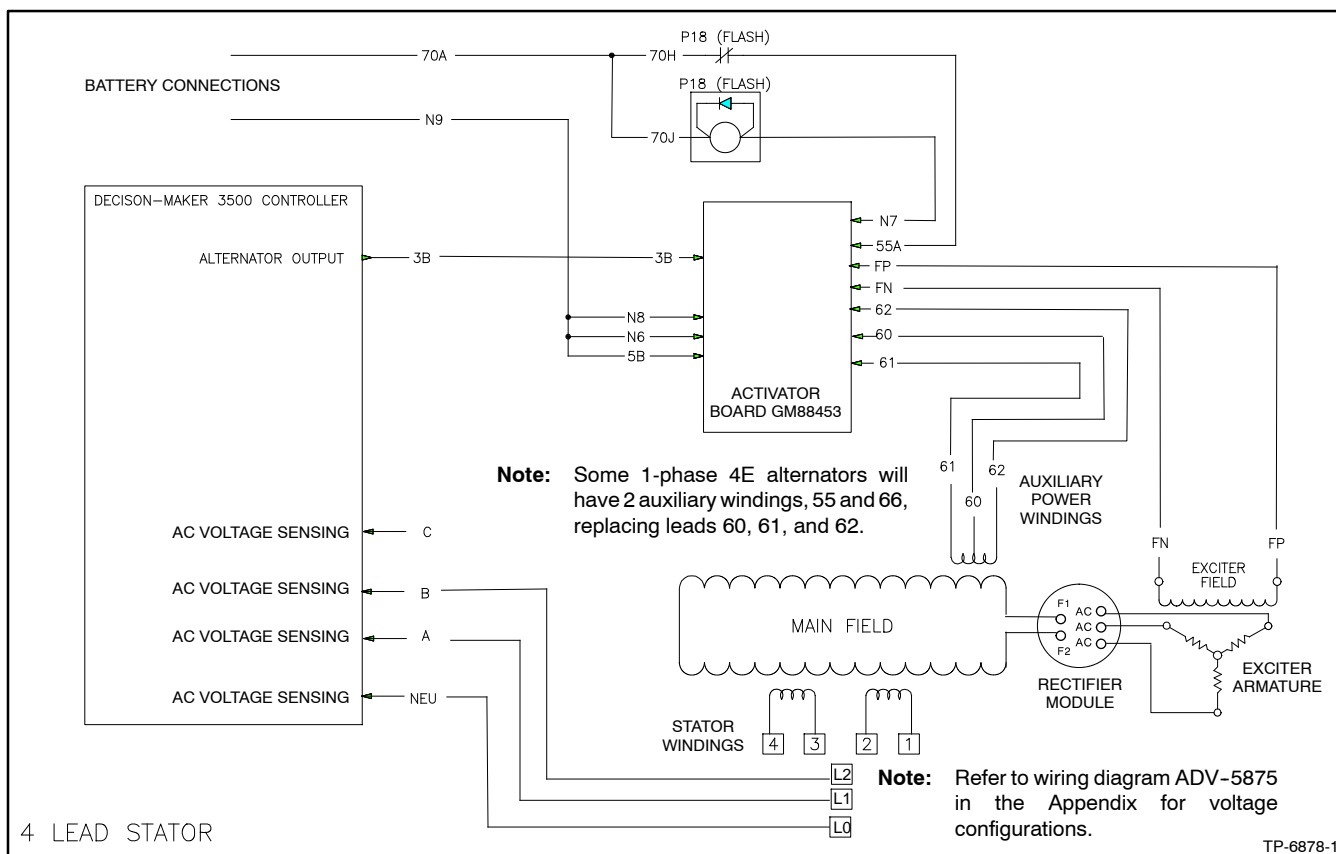 P18 (FLASH)
70A
70H
BATTERY CONNECTIONS
P18 (FLASH)
N9
70J
DECISON-MAKER 3500 CONTROLLER
N7
55A
ALTERNATOR OUTPUT
3B
3B
FP
FN
62
N8
N6
60
5B
61
ACTIVATOR
BOARD GM88453
Note: Some 1-phase 4E alternators will
have 2 auxiliary windings, 55 and 66,
replacing leads 60, 61, and 62.
61
60
62
AUXILIARY
POWER
WINDINGS
AC VOLTAGE SENSING
C
FN
FP
EXCITER
FIELD
AC VOLTAGE SENSING
B
AC VOLTAGE SENSING
A
MAIN FIELD
F1
AC
AC
AC
F2
EXCITER
ARMATURE
RECTIFIER
MODULE
AC VOLTAGE SENSING
NEU
STATOR
WINDINGS
4
3
2
1
L2
L1
L0
Note: Refer to wiring diagram ADV-5875
in the Appendix for voltage
configurations.
4 LEAD STATOR
TP-6878-1